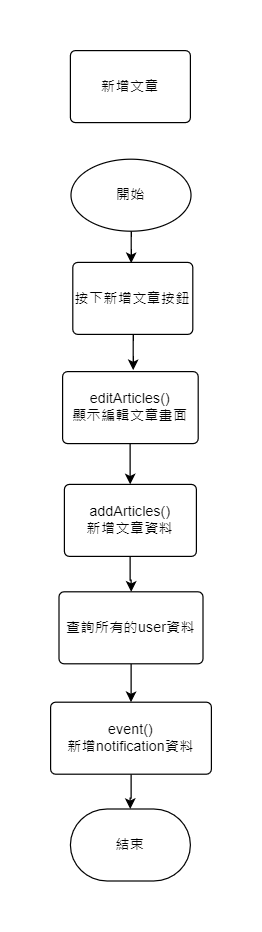 新增文章
開始
按下新增文章按鈕
editArticles()
顯示編輯文章畫面
addArticles()
新增文章資料
查詢所有的user資料
event()
新增notification資料
結束